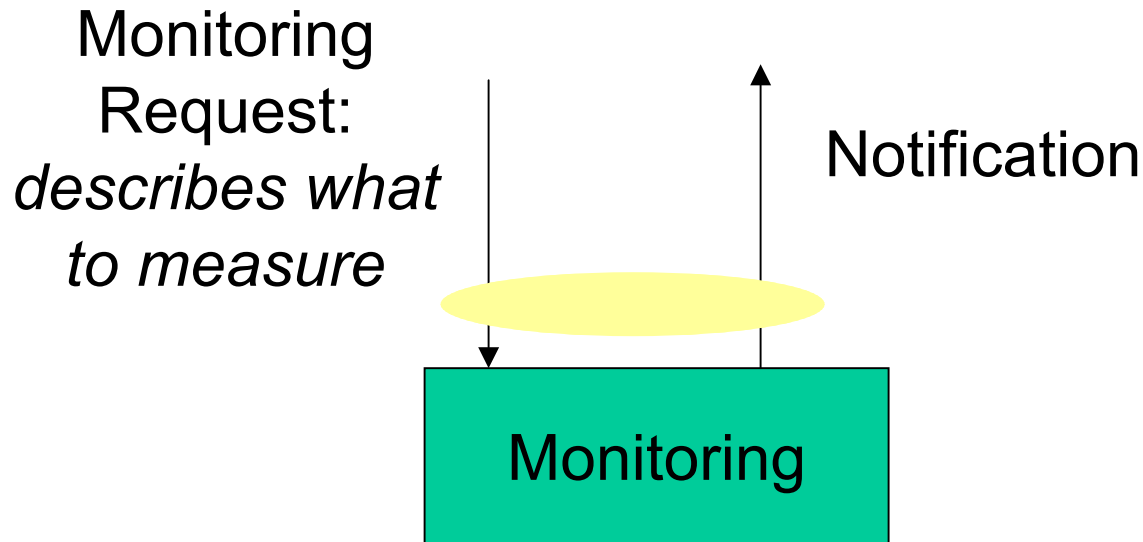 Monitoring
Request:
describes what
to measure
Notification
Monitoring